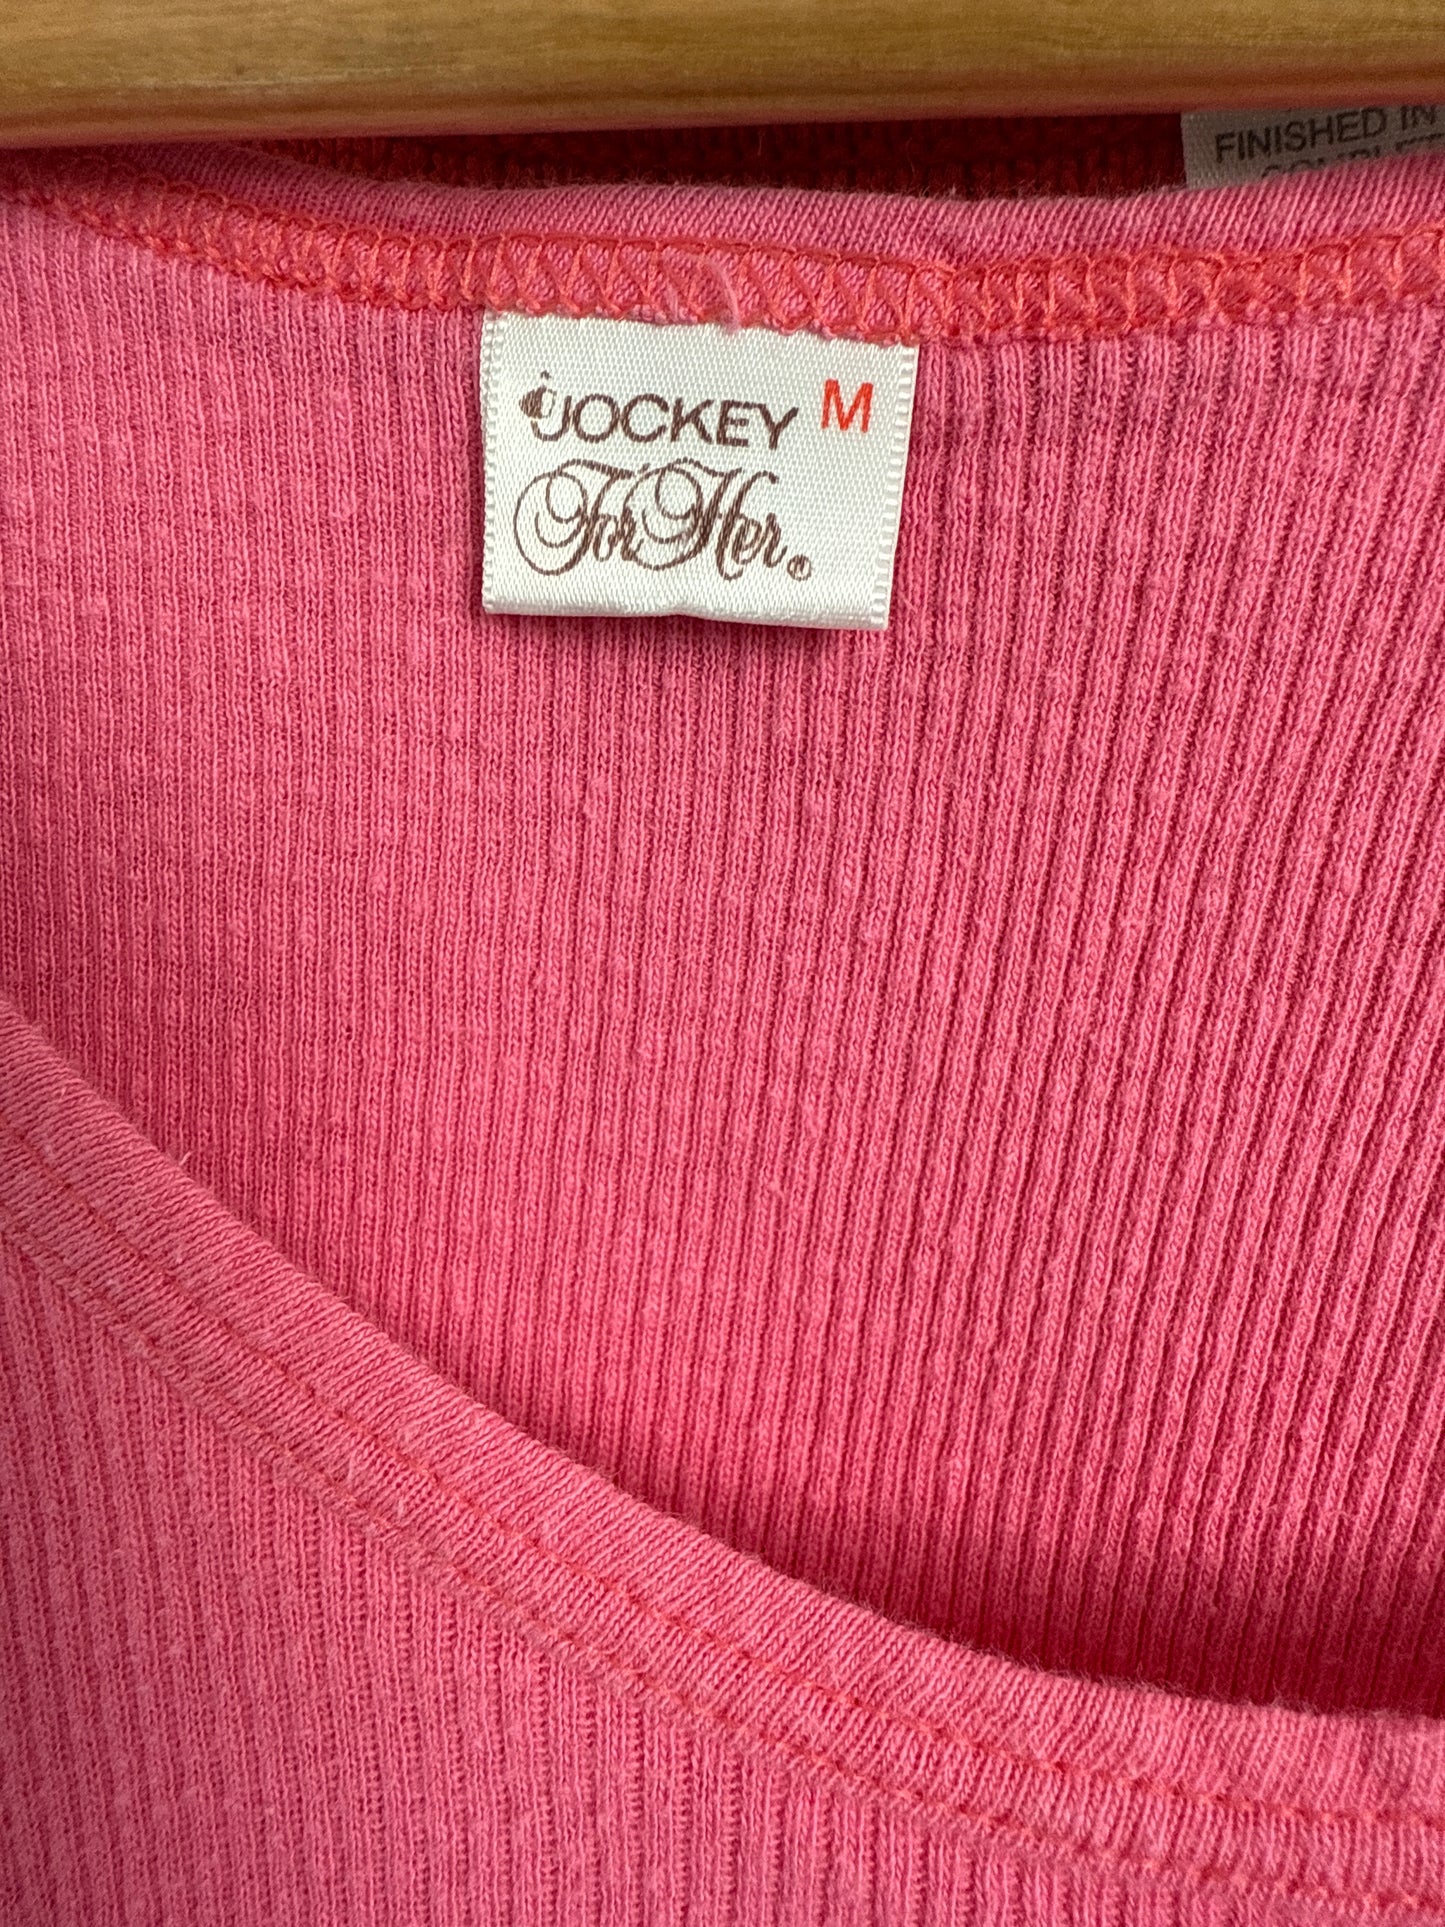 FINISHED IN
JOCKEY M
For Her®